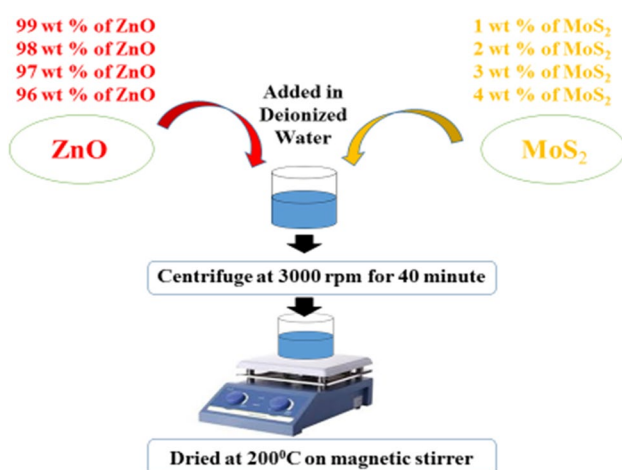 99 wt % of ZnO
98 wt % of ZnO
97 wt % of ZnO
96 wt % of ZnO
ZnO
Added in
Deionized
Water
1 wt % of MoS₂
2 wt % of MoS₂
3 wt % of MoS₂
4 wt % of MoS₂
MoS₂
Centrifuge at 3000 rpm for 40 minute
Dried at 200⁰C on magnetic stirrer